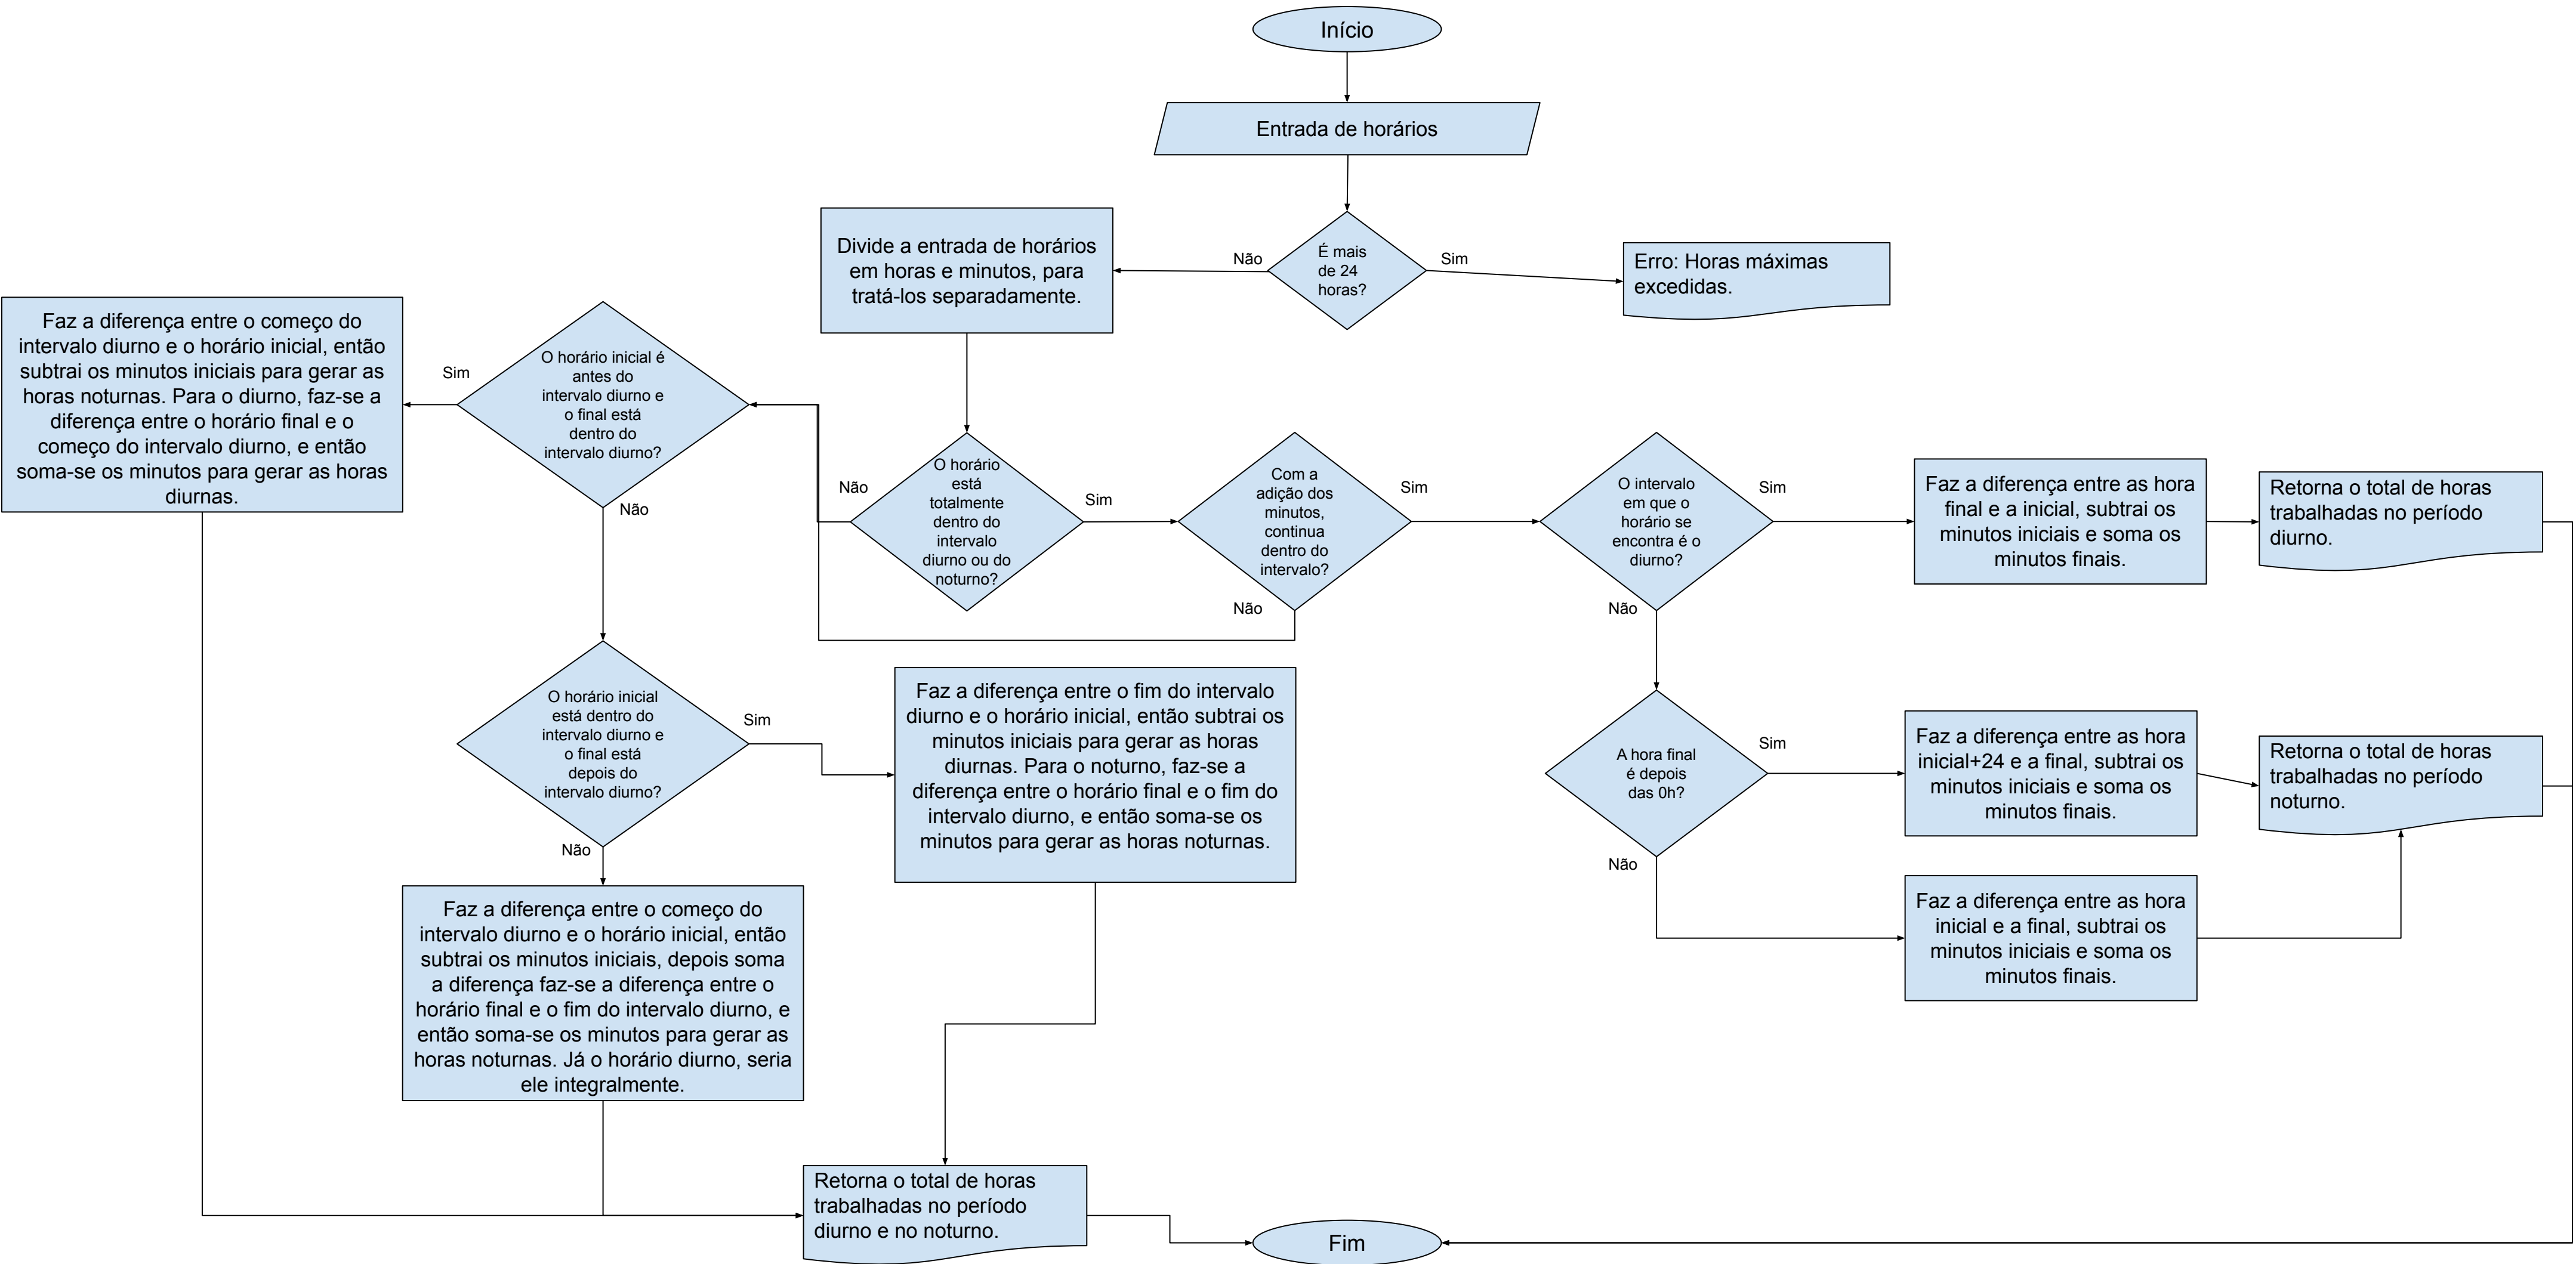 Início
Entrada de horários
É mais
de 24
horas?
Não
Sim
Divide a entrada de horários
em horas e minutos, para
tratá-los separadamente.
Erro: Horas máximas
excedidas.
Faz a diferença entre o começo do
intervalo diurno e o horário inicial, então
subtrai os minutos iniciais para gerar as
horas noturnas. Para o diurno, faz-se a
diferença entre o horário final e o
começo do intervalo diurno, e então
soma-se os minutos para gerar as horas
diurnas.
Sim
O horário inicial é
antes do
intervalo diurno e
o final está
dentro do
intervalo diurno?
Não
Não
O horário
está
totalmente
dentro do
intervalo
diurno ou do
noturno?
Sim
Com a
adição dos
minutos,
continua
dentro do
intervalo?
Sim
Não
O intervalo
em que o
horário se
encontra é o
diurno?
Sim
Não
Faz a diferença entre as hora
final e a inicial, subtrai os
minutos iniciais e soma os
minutos finais.
Retorna o total de horas
trabalhadas no período
diurno.
O horário inicial
está dentro do
intervalo diurno e
o final está
depois do
intervalo diurno?
Sim
Não
Faz a diferença entre o fim do intervalo
diurno e o horário inicial, então subtrai os
minutos iniciais para gerar as horas
diurnas. Para o noturno, faz-se a
diferença entre o horário final e o fim do
intervalo diurno, e então soma-se os
minutos para gerar as horas noturnas.
A hora final
é depois
das 0h?
Sim
Não
Faz a diferença entre as hora
inicial+24 e a final, subtrai os
minutos iniciais e soma os
minutos finais.
Retorna o total de horas
trabalhadas no período
noturno.
Faz a diferença entre as hora
inicial e a final, subtrai os
minutos iniciais e soma os
minutos finais.
Faz a diferença entre o começo do
intervalo diurno e o horário inicial, então
subtrai os minutos iniciais, depois soma
a diferença faz-se a diferença entre o
horário final e o fim do intervalo diurno, e
então soma-se os minutos para gerar as
horas noturnas. Já o horário diurno, seria
ele integralmente.
Retorna o total de horas
trabalhadas no período
diurno e no noturno.
Fim